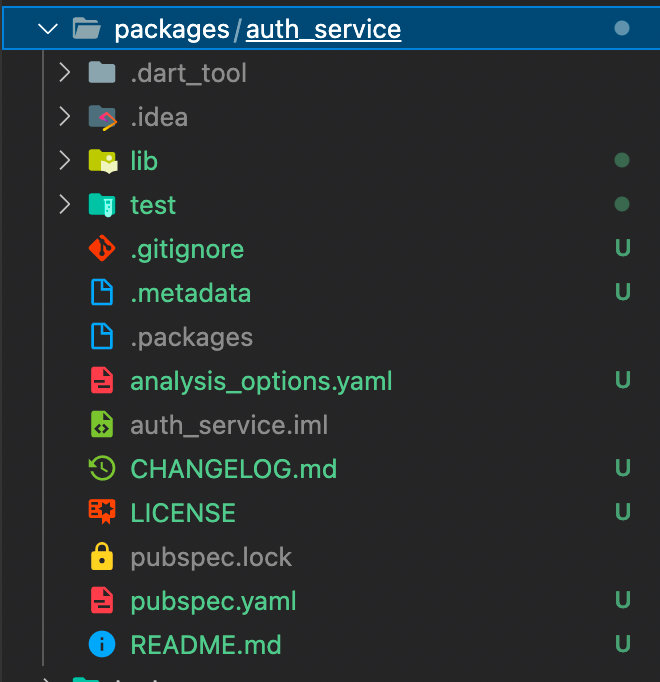 packages/auth_service
.dart_tool
.idea
lib
test
.gitignore U
.metadata U
.packages
analysis_options.yaml U
auth_service.iml
CHANGELOG.md U
LICENSE U
pubspec.lock
pubspec.yaml U
README.md U